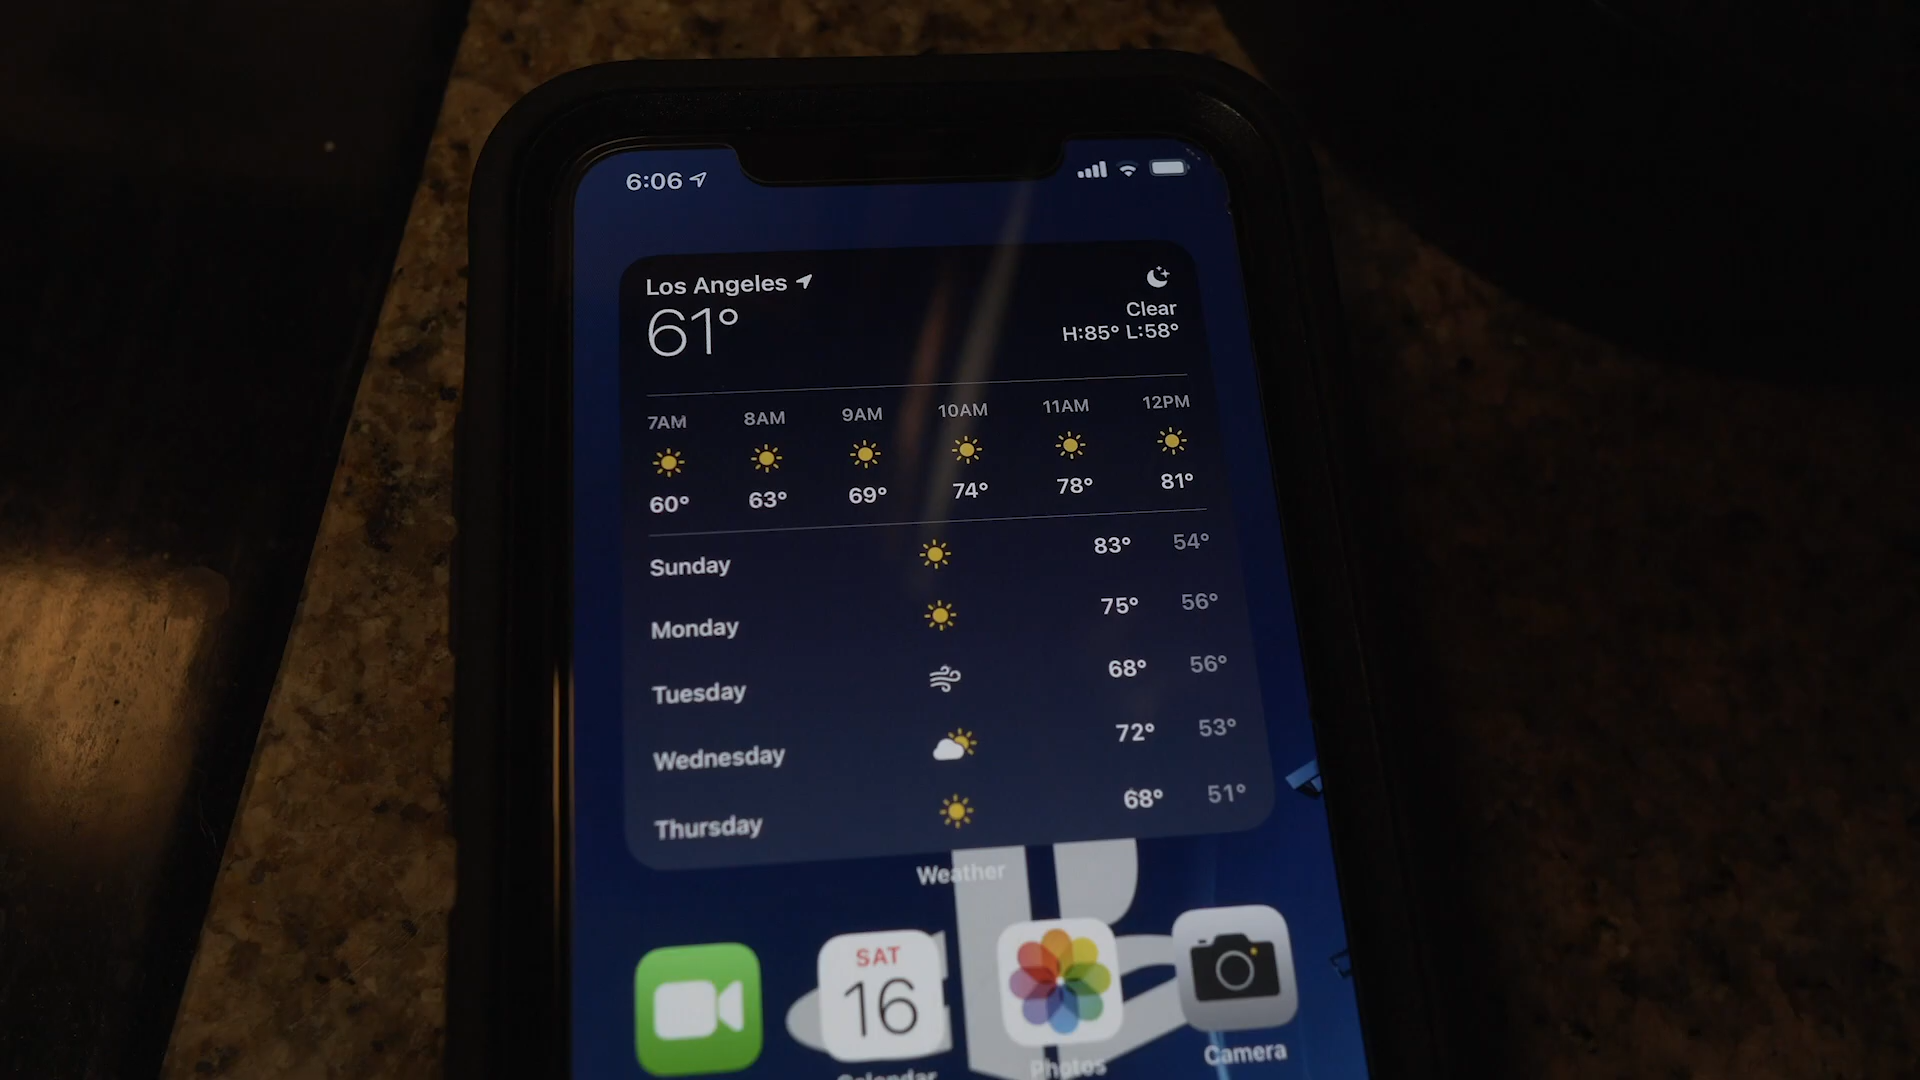 6:06
Los Angeles
61°
Clear
H:85° L:58°
7AM 8AM 9AM 10AM 11AM 12PM
60° 63° 69° 74° 78° 81°
Sunday 83° 54°
Monday 75° 56°
Tuesday 68° 56°
Wednesday 72° 53°
Thursday 68° 51°
Weather
SAT
16
Calendar Photos Camera